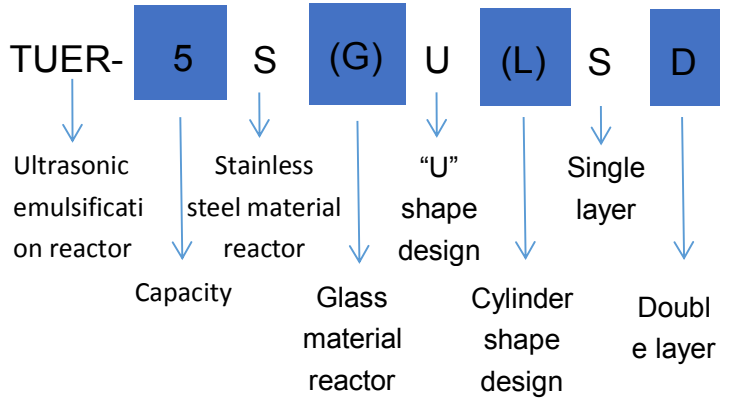 TUER- 5 S (G) U (L) S D
Ultrasonic
emulsificati
on reactor
Stainless
steel material
reactor
“U”
shape
design
Single
layer
Capacity
Glass
material
reactor
Cylinder
shape
design
Doubl
e layer